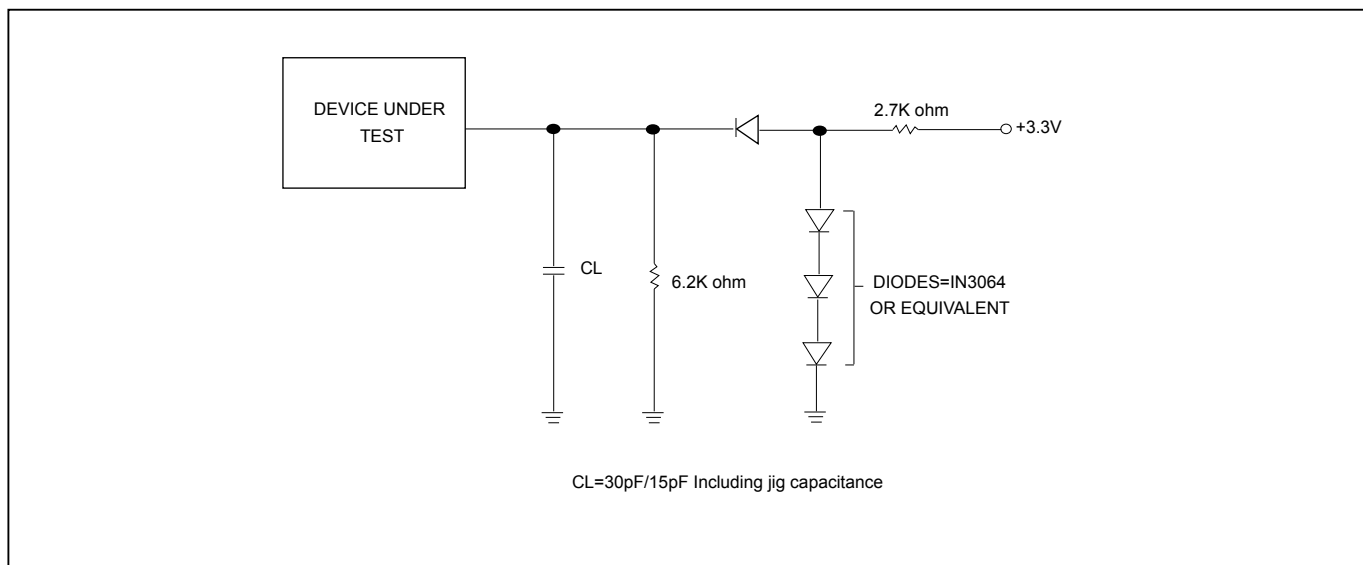 DEVICE UNDER
TEST
2.7K ohm
+3.3V
CL
6.2K ohm
DIODES=IN3064
OR EQUIVALENT
CL=30pF/15pF Including jig capacitance